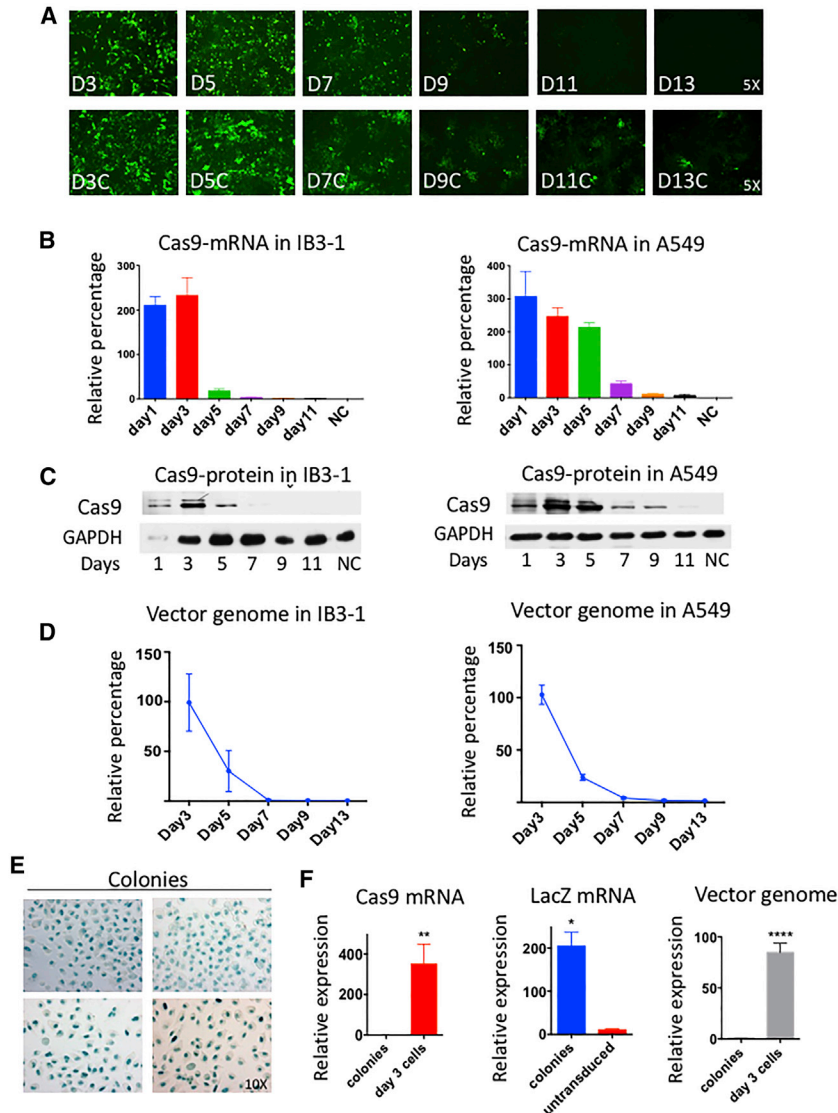 A
D3 D5 D7 D9 D11 D13 5X
D3C D5C D7C D9C D11C D13C 5X
B
Cas9-mRNA in IB3-1
Relative percentage
300
200
100
0
day1 day3 day5 day7 day9 day11 NC
Cas9-mRNA in A549
Relative percentage
400
300
200
100
0
day1 day3 day5 day7 day9 day11 NC
C
Cas9-protein in IB3-1
Cas9
GAPDH
Days 1 3 5 7 9 11 NC
Cas9-protein in A549
Cas9
GAPDH
Days 1 3 5 7 9 11 NC
D
Vector genome in IB3-1
Relative percentage
150
100
50
Day3 Day5 Day7 Day9 Day13
Vector genome in A549
Relative percentage
150
100
50
Day3 Day5 Day7 Day9 Day13
E
Colonies
10X
F
Cas9 mRNA
Relative expression
400
200
0
**
colonies day 3 cells
LacZ mRNA
Relative expression
200
100
0
*
colonies untransduced
Vector genome
Relative expression
100
50
0
****
colonies day 3 cells